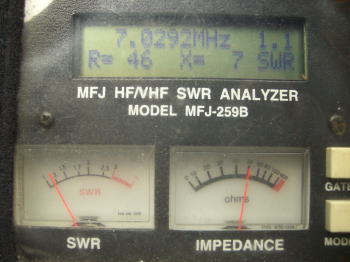 7.0292MHz 1.1
R= 46 X= 7 SWR
MFJ HF/VHF SWR ANALYZER
MODEL MFJ-259B
SWR
ohms
SWR
IMPEDANCE
GATE
MODE